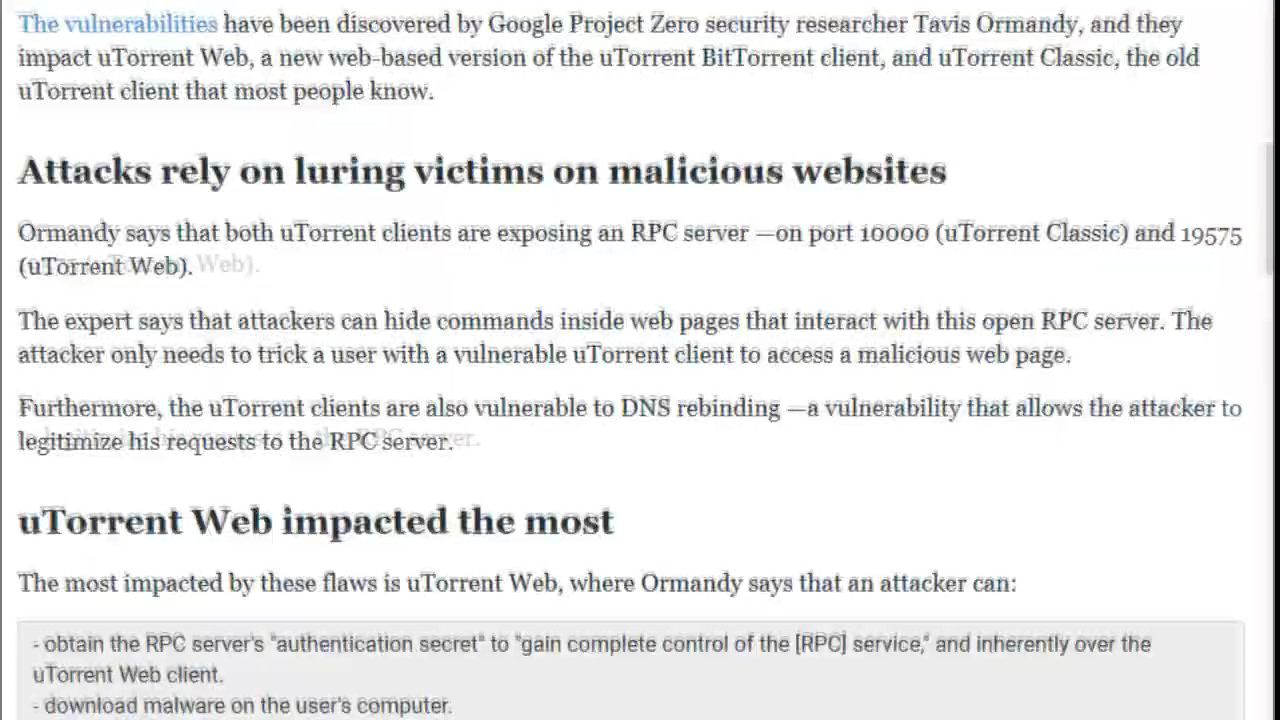 The vulnerabilities have been discovered by Google Project Zero security researcher Tavis Ormandy, and they
impact uTorrent Web, a new web-based version of the uTorrent BitTorrent client, and uTorrent Classic, the old
uTorrent client that most people know.
Attacks rely on luring victims on malicious websites
Ormandy says that both uTorrent clients are exposing an RPC server —on port 10000 (uTorrent Classic) and 19575
(uTorrent Web).
The expert says that attackers can hide commands inside web pages that interact with this open RPC server. The
attacker only needs to trick a user with a vulnerable uTorrent client to access a malicious web page.
Furthermore, the uTorrent clients are also vulnerable to DNS rebinding —a vulnerability that allows the attacker to
legitimize his requests to the RPC server.
uTorrent Web impacted the most
The most impacted by these flaws is uTorrent Web, where Ormandy says that an attacker can:
- obtain the RPC server's "authentication secret" to "gain complete control of the [RPC] service," and inherently over the
uTorrent Web client.
- download malware on the user's computer.